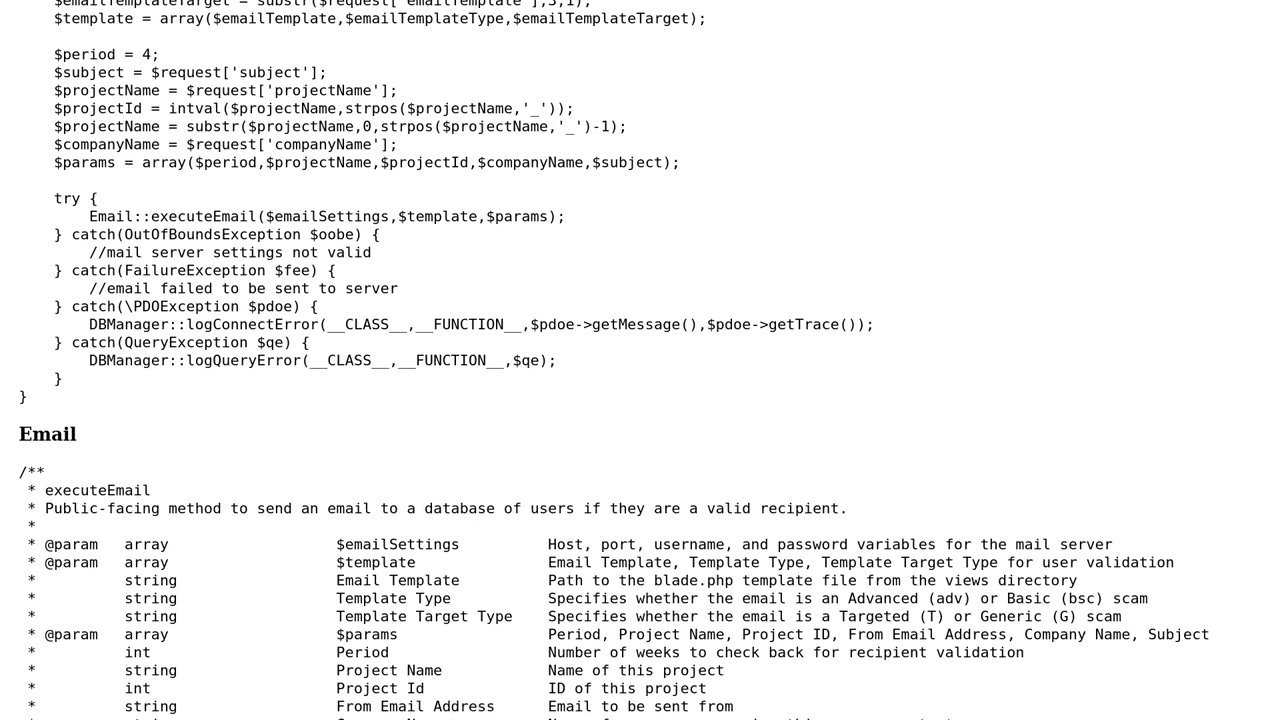 $emailTemplateTarget = substr($request['emailTemplate'],3,1);
$template = array($emailTemplate,$emailTemplateType,$emailTemplateTarget);
$period = 4;
$subject = $request['subject'];
$projectName = $request['projectName'];
$projectId = intval($projectName,strpos($projectName,'_'));
$projectName = substr($projectName,0,strpos($projectName,'_')-1);
$companyName = $request['companyName'];
$params = array($period,$projectName,$projectId,$companyName,$subject);
try {
Email::executeEmail($emailSettings,$template,$params);
} catch(OutOfBoundsException $oobe) {
//mail server settings not valid
} catch(FailureException $fee) {
//email failed to be sent to server
} catch(\PDOException $pdoe) {
DBManager::logConnectError(__CLASS__,__FUNCTION__,$pdoe->getMessage(),$pdoe->getTrace());
} catch(QueryException $qe) {
DBManager::logQueryError(__CLASS__,__FUNCTION__,$qe);
}
}
Email
/**
* executeEmail
* Public-facing method to send an email to a database of users if they are a valid recipient.
*
* @param array $emailSettings Host, port, username, and password variables for the mail server
* @param array $template Email Template, Template Type, Template Target Type for user validation
* string Email Template Path to the blade.php template file from the views directory
* string Template Type Specifies whether the email is an Advanced (adv) or Basic (bsc) scam
* string Template Target Type Specifies whether the email is a Targeted (T) or Generic (G) scam
* @param array $params Period, Project Name, Project ID, From Email Address, Company Name, Subject
* int Period Number of weeks to check back for recipient validation
* string Project Name Name of this project
* int Project Id ID of this project
* string From Email Address Email to be sent from